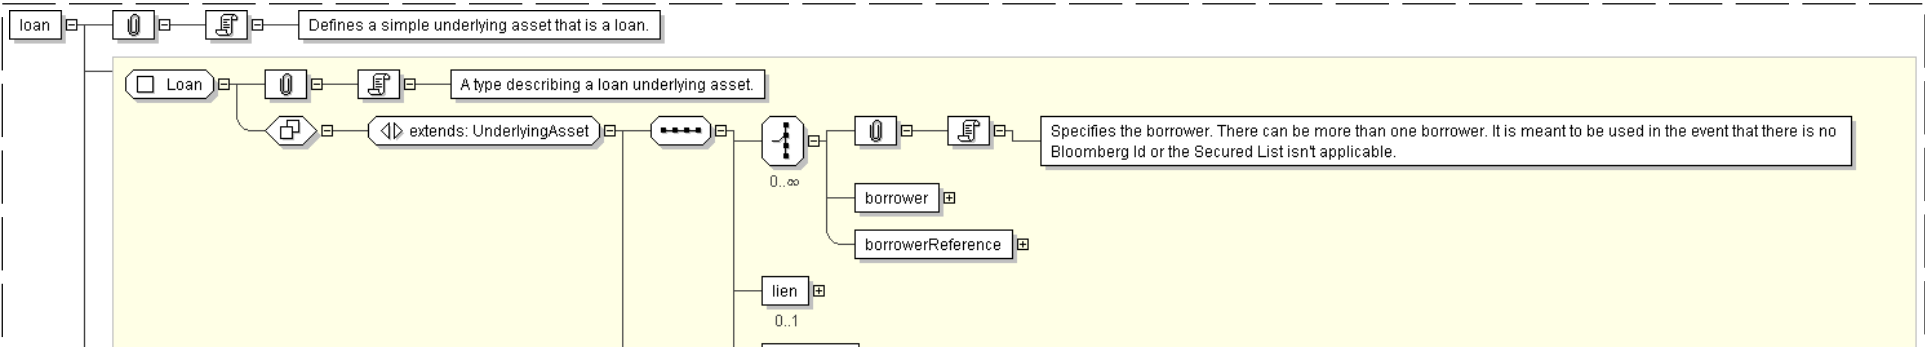 loan
Defines a simple underlying asset that is a loan.
Loan
A type describing a loan underlying asset.
extends: UnderlyingAsset
Specifies the borrower. There can be more than one borrower. It is meant to be used in the event that there is no
Bloomberg Id or the Secured List isn't applicable.
0..∞
borrower
borrowerReference
lien
0..1